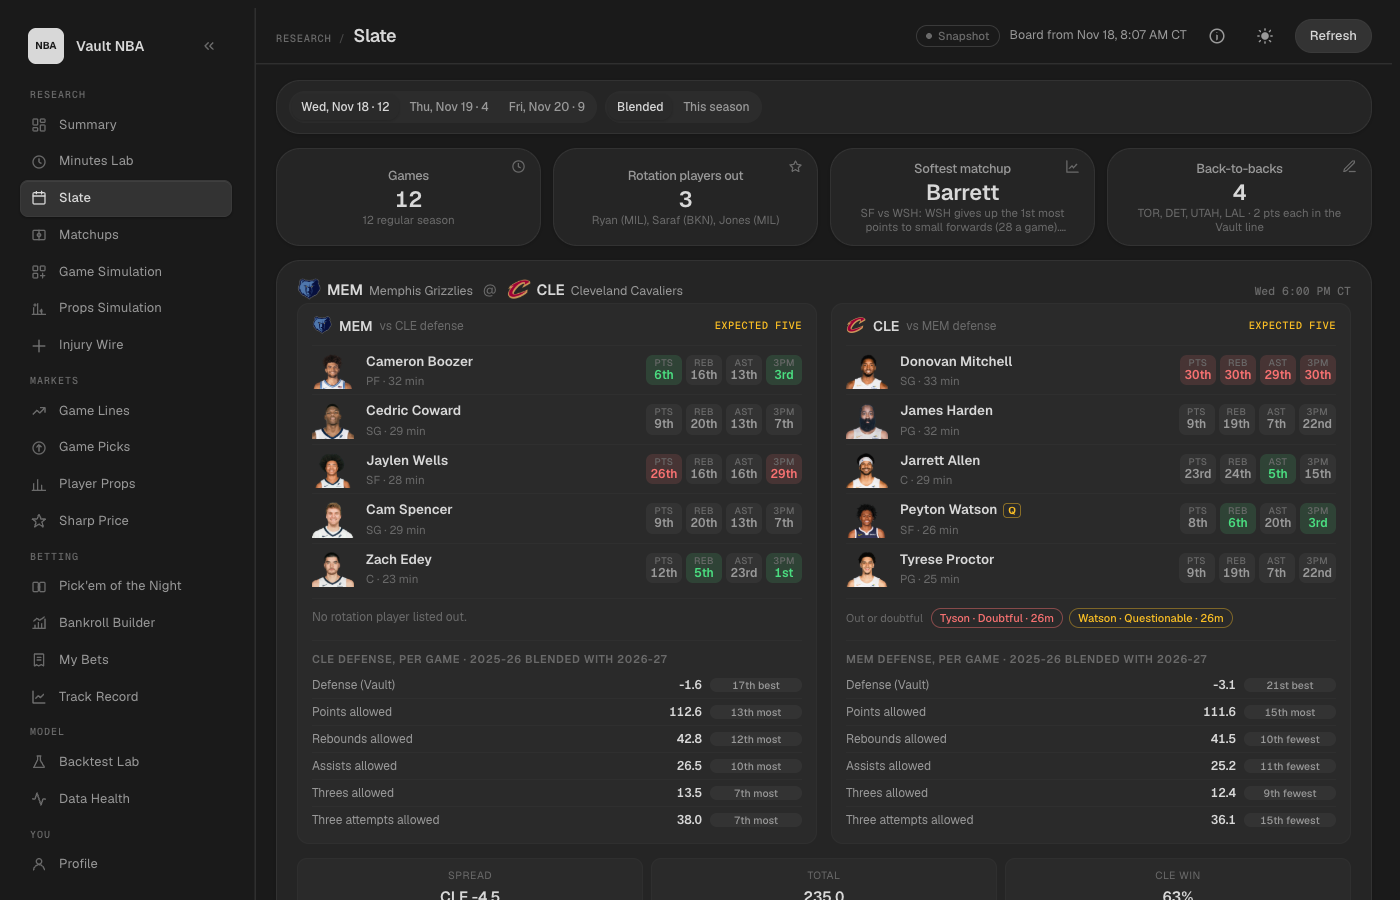 NBA Vault NBA
RESEARCH
Summary
Minutes Lab
Slate
Matchups
Game Simulation
Props Simulation
Injury Wire
MARKETS
Game Lines
Game Picks
Player Props
Sharp Price
BETTING
Pick'em of the Night
Bankroll Builder
My Bets
Track Record
MODEL
Backtest Lab
Data Health
YOU
Profile
RESEARCH / Slate
Snapshot Board from Nov 18, 8:07 AM CT Refresh
Wed, Nov 18 · 12 Thu, Nov 19 · 4 Fri, Nov 20 · 9 Blended This season
Games
12
12 regular season
Rotation players out
3
Ryan (MIL), Saraf (BKN), Jones (MIL)
Softest matchup
Barrett
SF vs WSH: WSH gives up the 1st most
points to small forwards (28 a game)....
Back-to-backs
4
TOR, DET, UTAH, LAL · 2 pts each in the
Vault line
MEM Memphis Grizzlies @ CLE Cleveland Cavaliers Wed 6:00 PM CT
MEM vs CLE defense EXPECTED FIVE
Cameron Boozer
PF · 32 min
PTS REB AST 3PM
6th 16th 13th 3rd
Cedric Coward
SG · 29 min
PTS REB AST 3PM
9th 20th 13th 7th
Jaylen Wells
SF · 28 min
PTS REB AST 3PM
26th 16th 16th 29th
Cam Spencer
SG · 29 min
PTS REB AST 3PM
9th 20th 13th 7th
Zach Edey
C · 23 min
PTS REB AST 3PM
12th 5th 23rd 1st
No rotation player listed out.
CLE DEFENSE, PER GAME · 2025-26 BLENDED WITH 2026-27
Defense (Vault) -1.6 17th best
Points allowed 112.6 13th most
Rebounds allowed 42.8 12th most
Assists allowed 26.5 10th most
Threes allowed 13.5 7th most
Three attempts allowed 38.0 7th most
CLE vs MEM defense EXPECTED FIVE
Donovan Mitchell
SG · 33 min
PTS REB AST 3PM
30th 30th 29th 30th
James Harden
PG · 32 min
PTS REB AST 3PM
9th 19th 7th 22nd
Jarrett Allen
C · 29 min
PTS REB AST 3PM
23rd 24th 5th 15th
Peyton Watson Q
SF · 26 min
PTS REB AST 3PM
8th 6th 20th 3rd
Tyrese Proctor
PG · 25 min
PTS REB AST 3PM
9th 19th 7th 22nd
Out or doubtful Tyson · Doubtful · 26m Watson · Questionable · 26m
MEM DEFENSE, PER GAME · 2025-26 BLENDED WITH 2026-27
Defense (Vault) -3.1 21st best
Points allowed 111.6 15th most
Rebounds allowed 41.5 10th fewest
Assists allowed 25.2 11th fewest
Threes allowed 12.4 9th fewest
Three attempts allowed 36.1 15th fewest
SPREAD
CLE -4.5
TOTAL
235.0
CLE WIN
63%